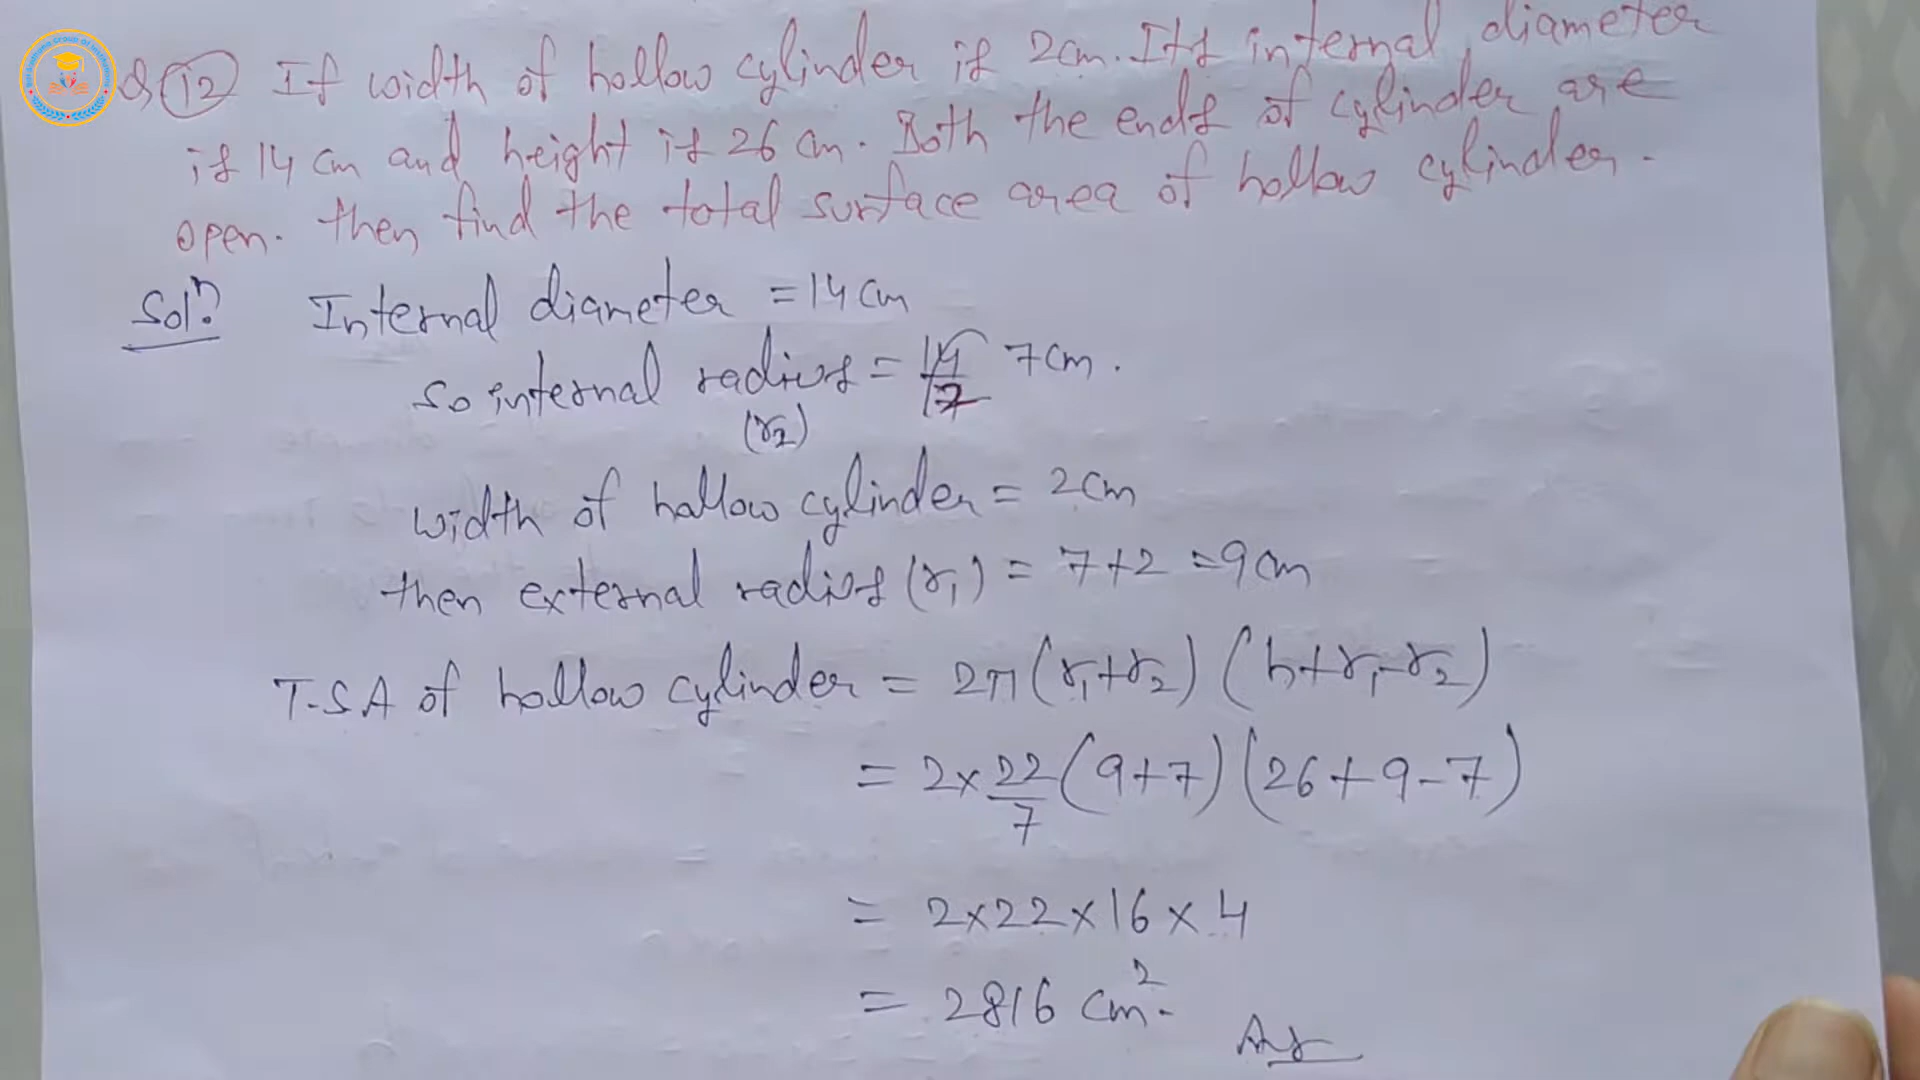 Q (12) If width of hollow cylinder is 2cm. Its internal diameter
is 14 cm and height is 26 cm. Both the ends of cylinder are
open. then find the total surface area of hollow cylinder.
Solⁿ. Internal diameter = 14 cm
so internal radius = 14/2 7cm.
(r₂)
width of hollow cylinder = 2cm
then external radius (r₁) = 7+2 = 9cm
T.S.A of hollow cylinder = 2π(r₁+r₂) (h+r₁-r₂)
= 2×22/7 (9+7) (26+9-7)
= 2×22×16×4
= 2816 cm².
Ans